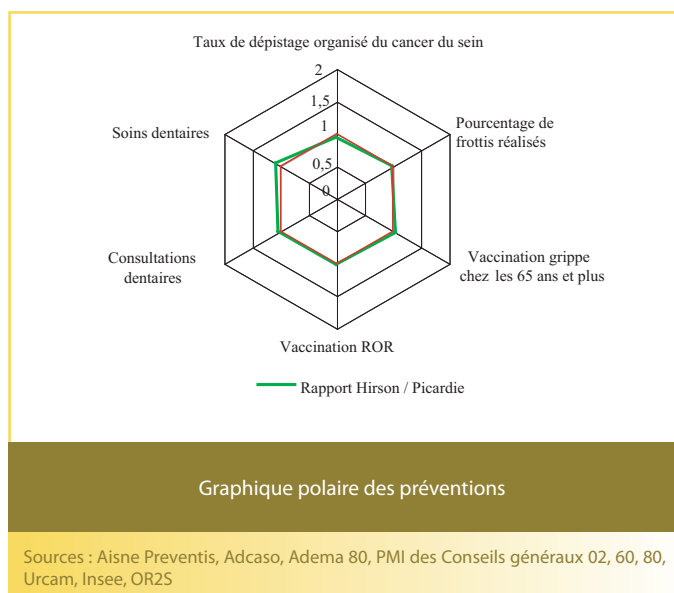 Taux de dépistage organisé du cancer du sein
2
1,5
1
0,5
0
Pourcentage de
frottis réalisés
Vaccination grippe
chez les 65 ans et plus
Vaccination ROR
Consultations
dentaires
Soins dentaires
Rapport Hirson / Picardie
Graphique polaire des préventions
Sources : Aisne Preventis, Adcaso, Adema 80, PMI des Conseils généraux 02, 60, 80,
Urcam, Insee, OR2S